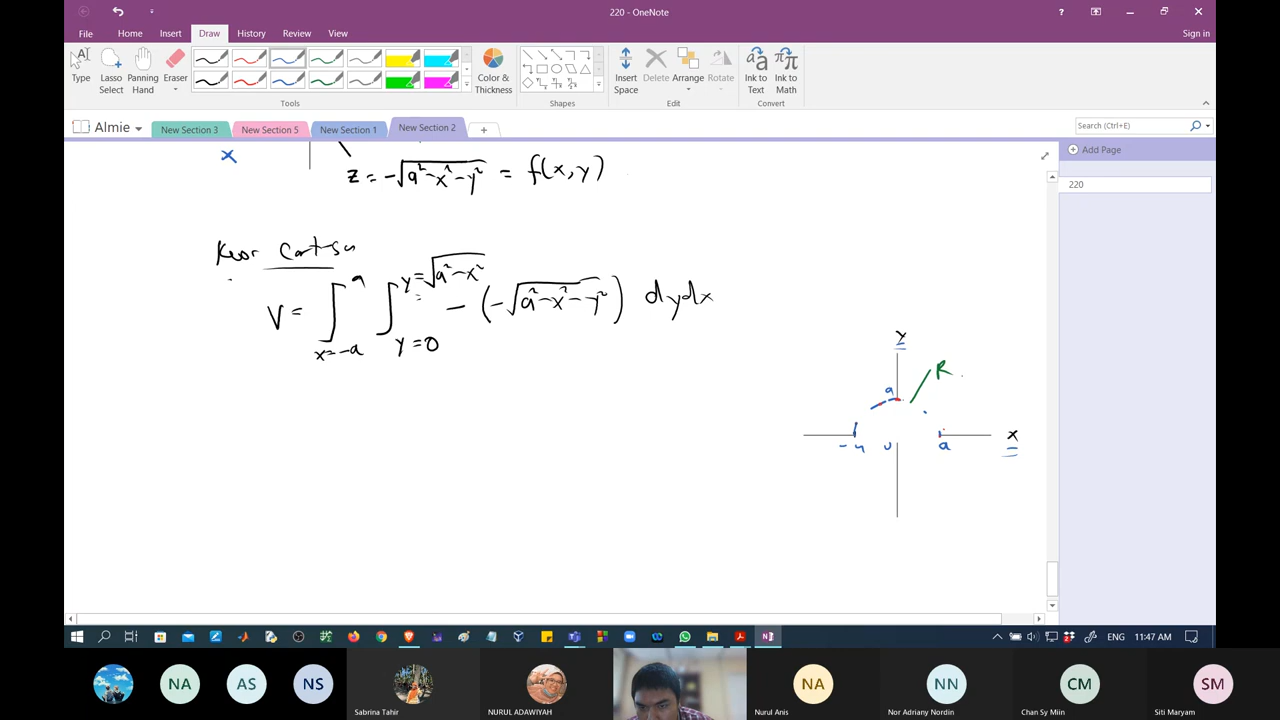 220 - OneNote
Sign in
File Home Insert Draw History View
Type
Lasso Select
Panning Hand
Eraser
Color & Thickness
Insert Space
Delete
Arrange
Rotate
Ink to Text
Ink to Math
Tools
Shapes
Edit
Convert
Almie
New Section 3
New Section 5
New Section 1
New Section 2
Search (Ctrl+E)
Add Page
220
x
z = -√(a²-x²-y²) = f(x,y)
V = ∫_{x=-a}^{a} ∫_{y=0}^{y=√(a²-x²)} - (-√(a²-x²-y²)) dydx
y
a
R
-a 0 a x
ENG 11:47 AM
NA
AS
NS
Sabrina Tahir
NURUL ADAWIYAH
NA
Nurul Anis
NN
Nor Adriany Nordin
CM
Chan Sy Miin
SM
Siti Maryam